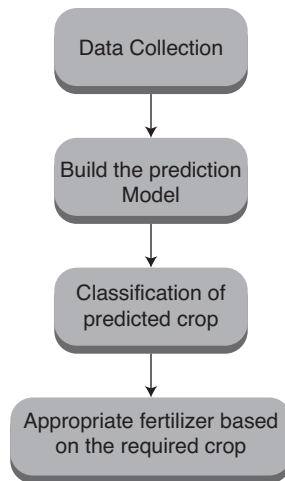 Data Collection
Build the prediction
Model
Classification of
predicted crop
Appropriate fertilizer based
on the required crop